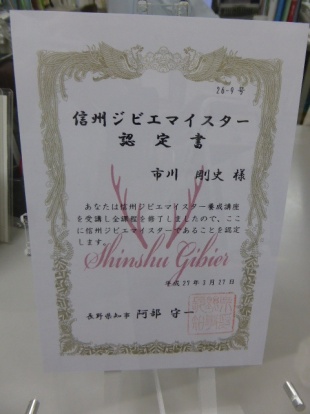 26-9 号
信州ジビエマイスター
認定書
市川 剛史 様
あなたは信州ジビエマイスター養成講座
を受講し全課程を修了しましたので、ここ
に信州ジビエマイスターであることを認定
します。
Shinshu Gibier
平成27年3月27日
長野県知事 阿部 守一